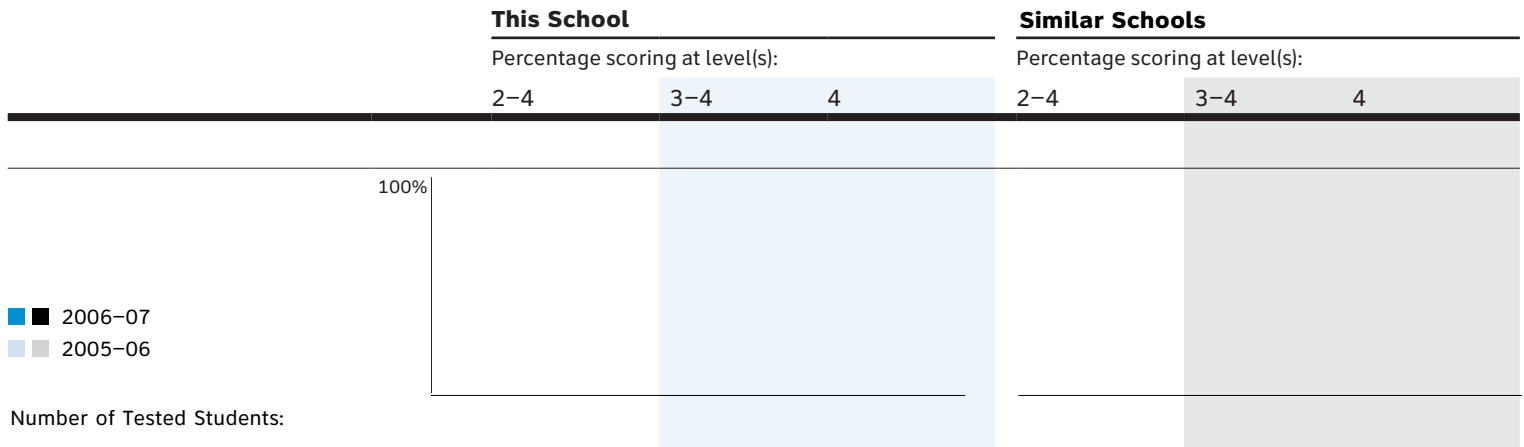 This School Similar Schools
Percentage scoring at level(s): Percentage scoring at level(s):
2–4 3–4 4 2–4 3–4 4
100%
2006–07
2005–06
Number of Tested Students: